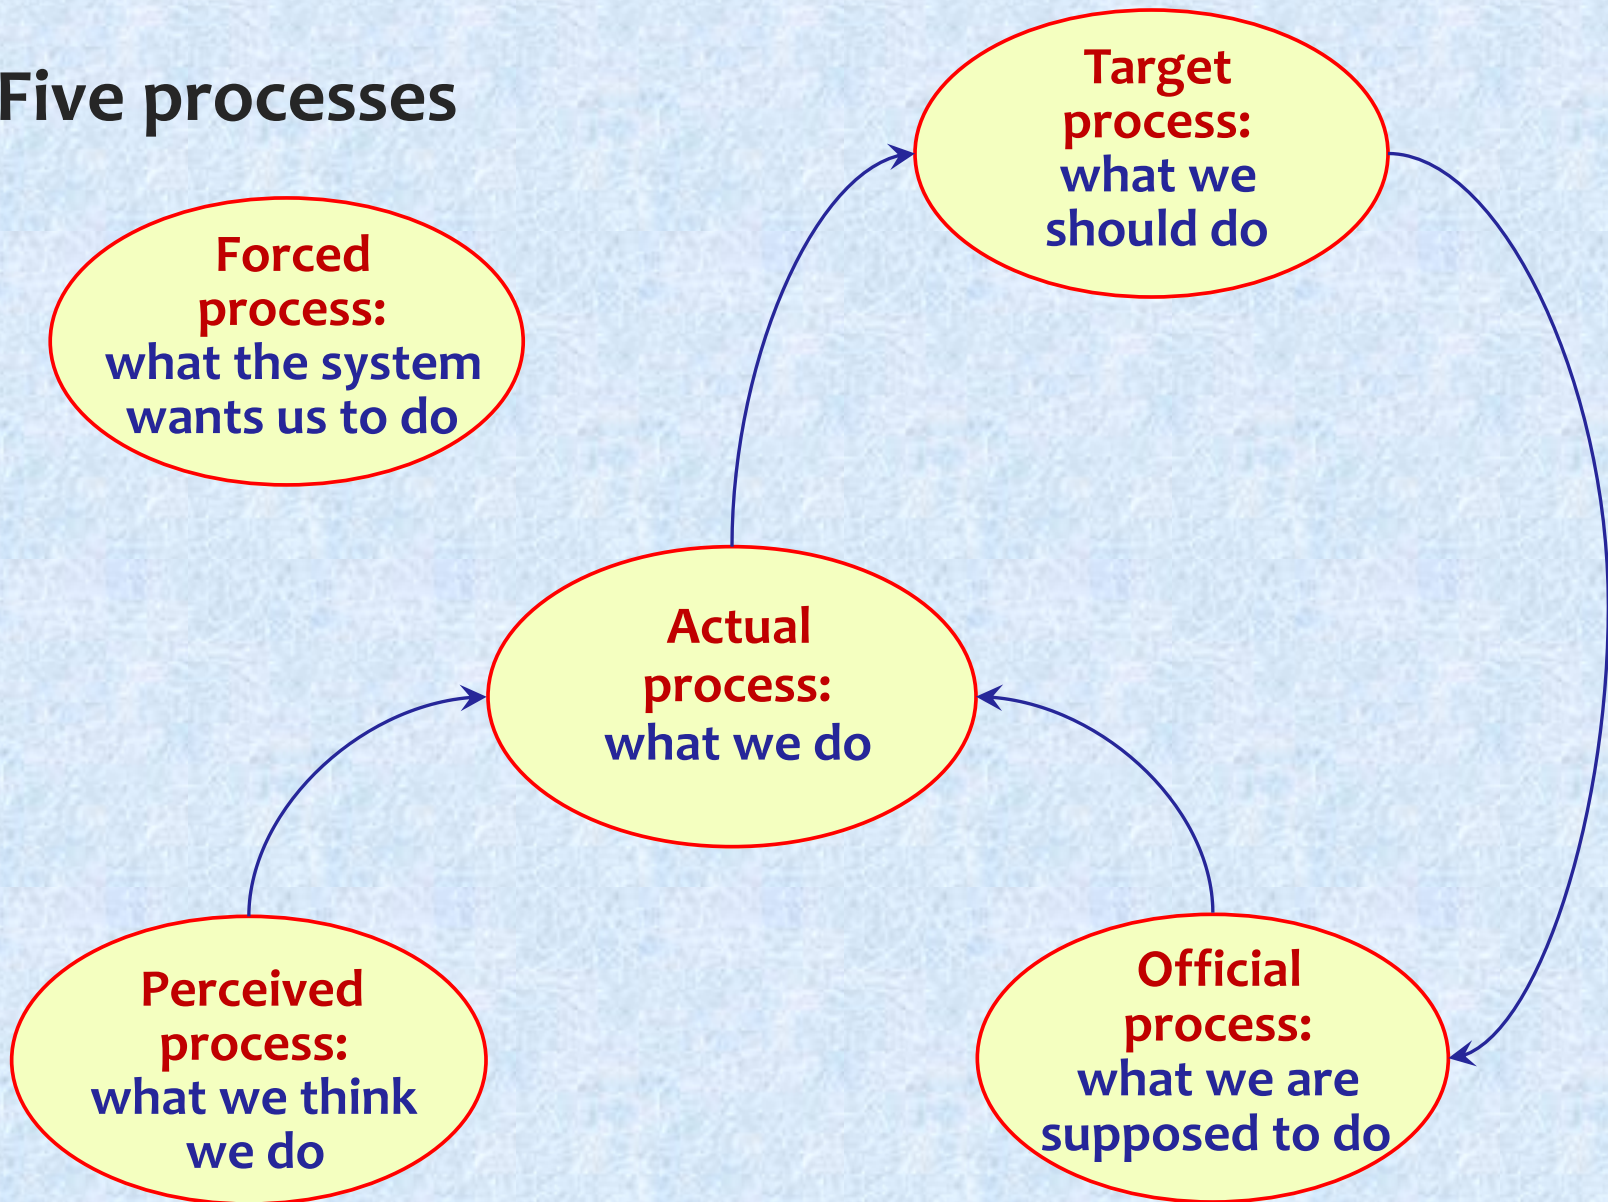 Five processes
Target
process:
what we
should do
Forced
process:
what the system
wants us to do
Actual
process:
what we do
Perceived
process:
what we think
we do
Official
process:
what we are
supposed to do